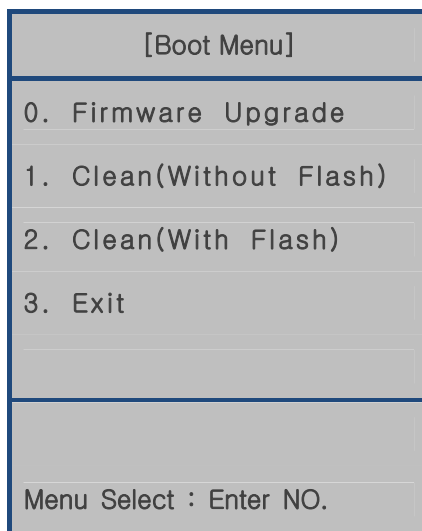 [Boot Menu]
0. Firmware Upgrade
1. Clean(Without Flash)
2. Clean(With Flash)
3. Exit
Menu Select : Enter NO.